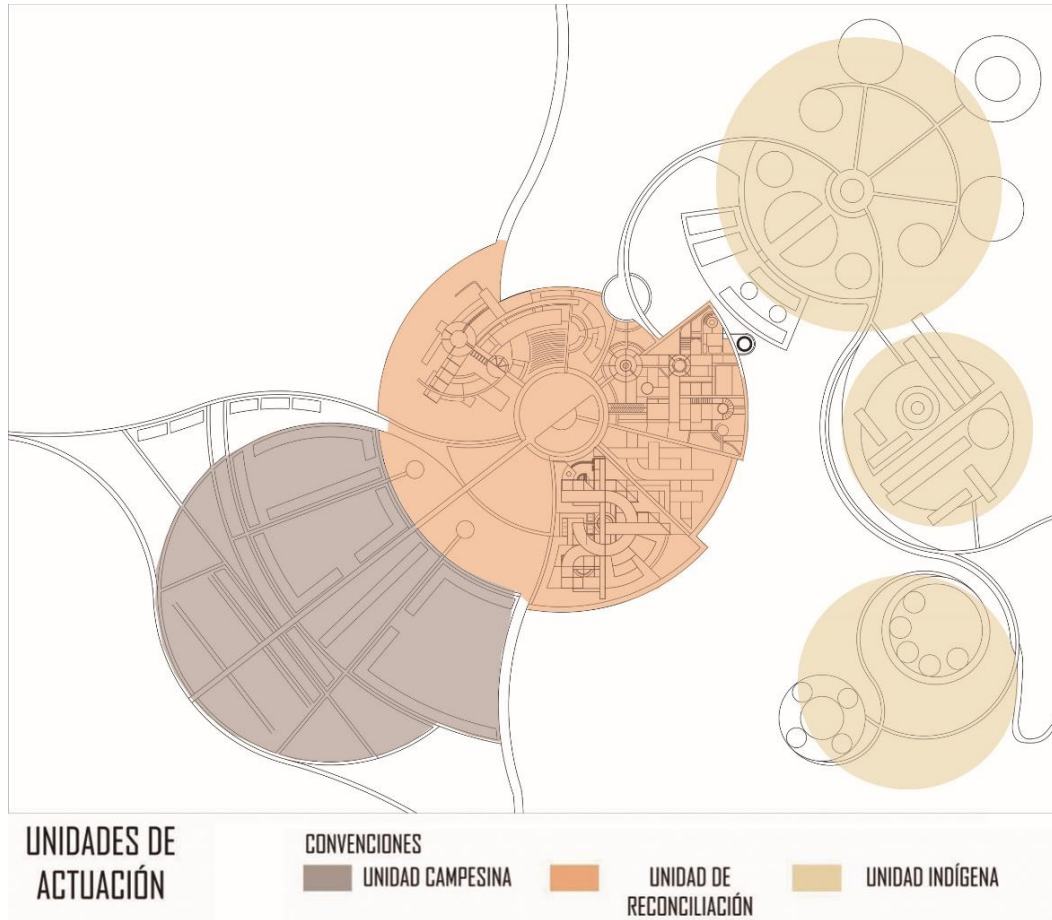 UNIDADES DE
ACTUACIÓN
CONVENCIONES
UNIDAD CAMPESINA
UNIDAD DE
RECONCILIACIÓN
UNIDAD INDÍGENA